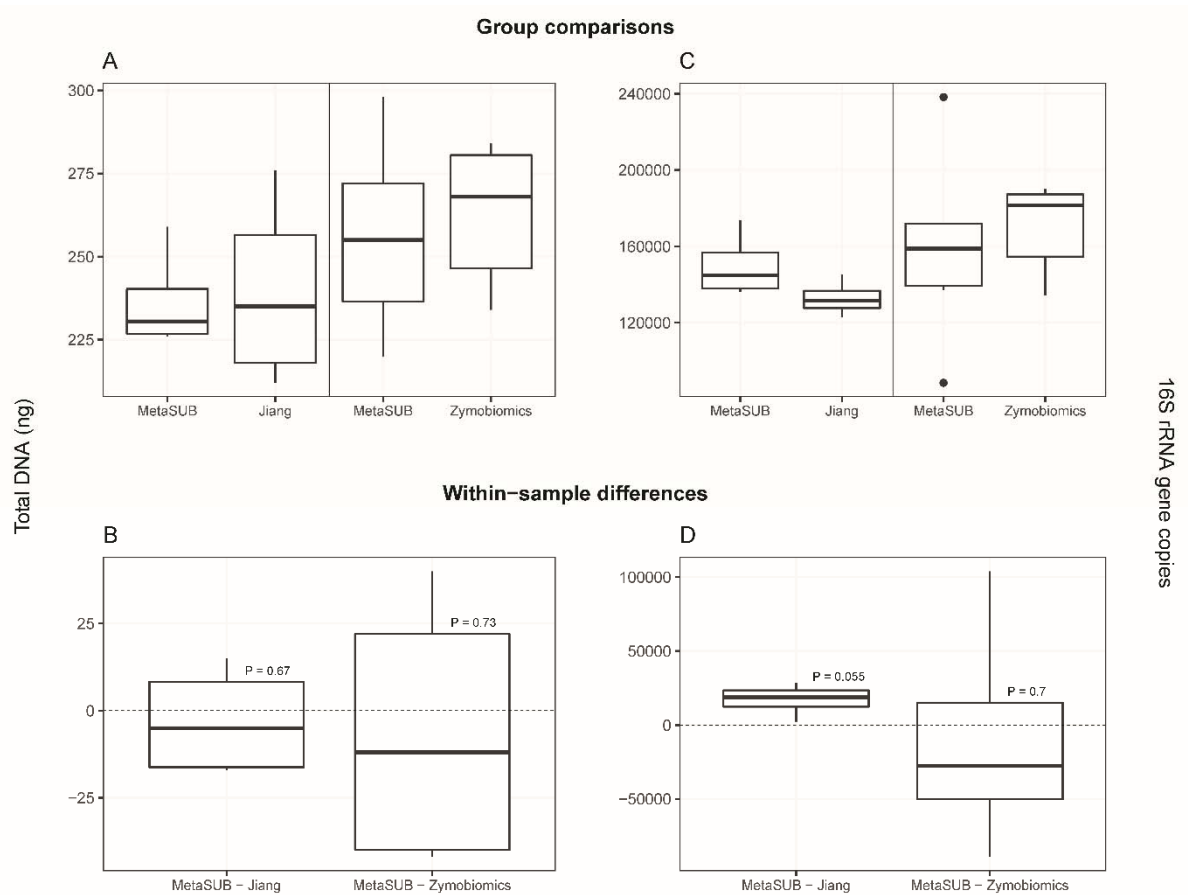 Group comparisons
A
C
300
275
250
225
MetaSUB
Jiang
MetaSUB
Zymobiomics
240000
200000
160000
120000
MetaSUB
Jiang
MetaSUB
Zymobiomics
Total DNA (ng)
16S rRNA gene copies
Within−sample differences
B
D
25
0
−25
P = 0.67
P = 0.73
MetaSUB − Jiang
MetaSUB − Zymobiomics
100000
50000
0
−50000
P = 0.055
P = 0.7
MetaSUB − Jiang
MetaSUB − Zymobiomics